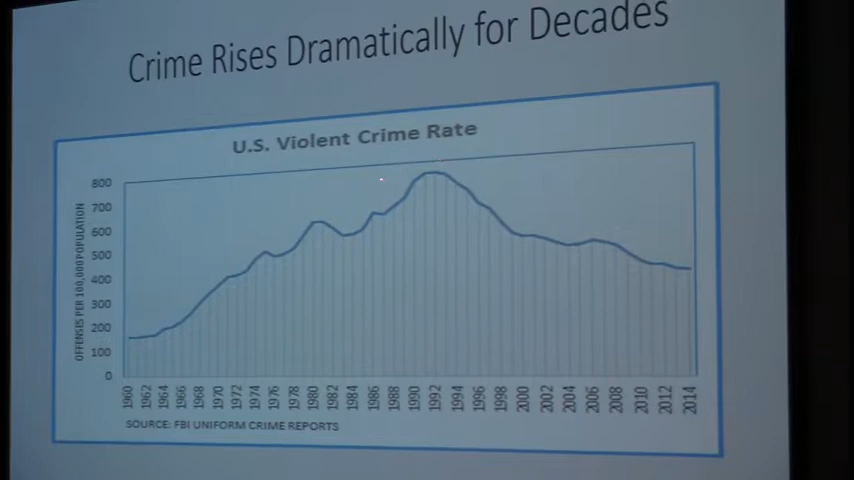 Crime Rises Dramatically for Decades
U.S. Violent Crime Rate
OFFENSES PER 100,000 POPULATION
800
700
600
500
400
300
200
100
0
1960 1962 1964 1966 1968 1970 1972 1974 1976 1978 1980 1982 1984 1986 1988 1990 1992 1994 1996 1998 2000 2002 2004 2006 2008 2010 2012 2014
SOURCE: FBI UNIFORM CRIME REPORTS